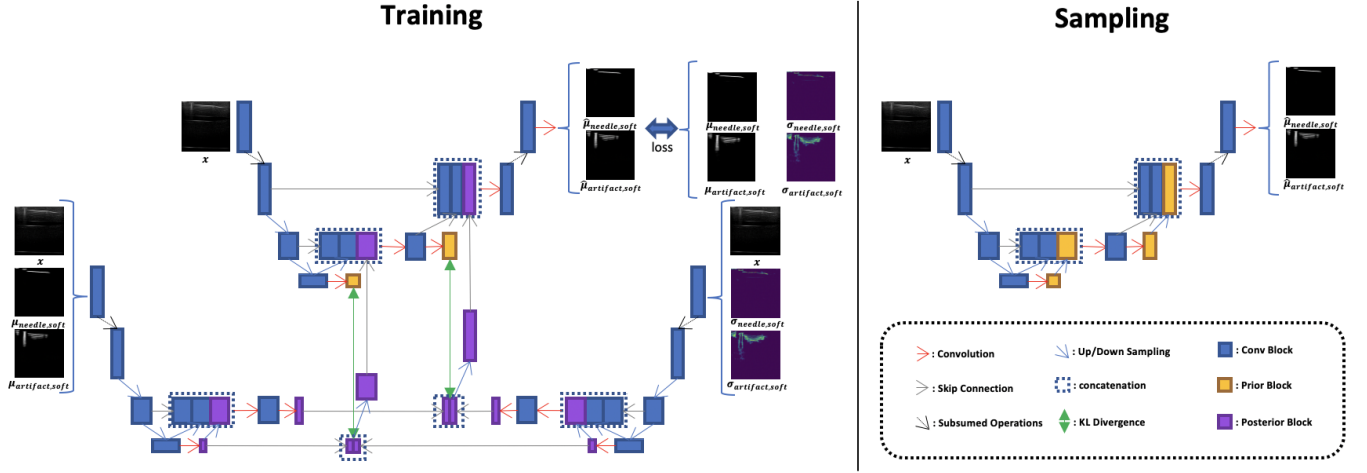 Training
Sampling
x
μ̂needle,soft
μ̂artifact,soft
loss
μneedle,soft
σneedle,soft
μartifact,soft
σartifact,soft
x
μneedle,soft
μartifact,soft
x
σneedle,soft
σartifact,soft
x
μ̂needle,soft
μ̂artifact,soft
: Convolution
: Up/Down Sampling
: Conv Block
: Skip Connection
: concatenation
: Prior Block
: Subsumed Operations
: KL Divergence
: Posterior Block